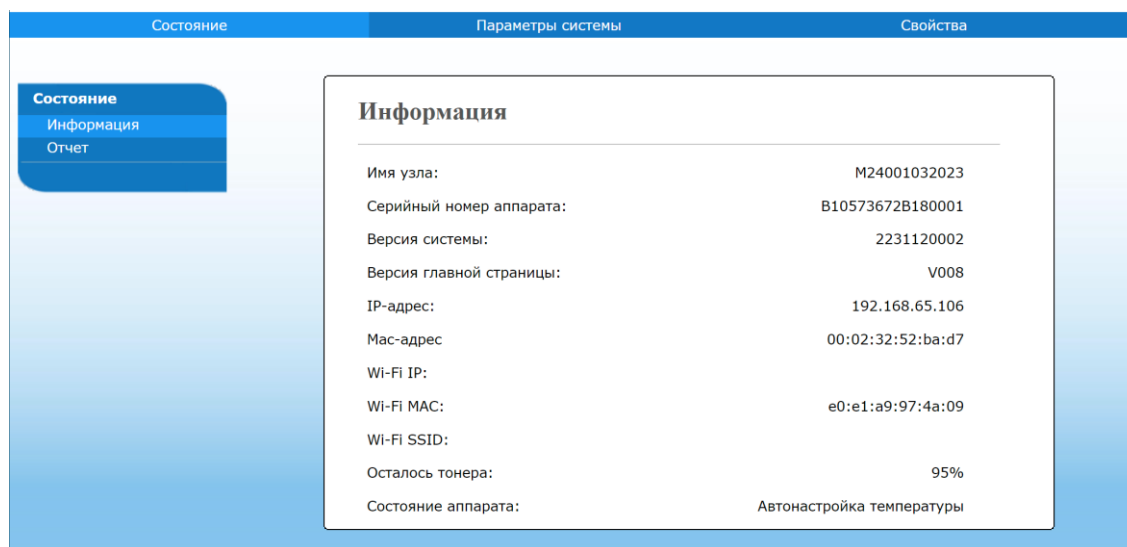 Состояние Параметры системы Свойства
Состояние
Информация
Отчет
Информация
Имя узла: M24001032023
Серийный номер аппарата: B10573672B180001
Версия системы: 2231120002
Версия главной страницы: V008
IP-адрес: 192.168.65.106
Mac-адрес 00:02:32:52:ba:d7
Wi-Fi IP:
Wi-Fi MAC: e0:e1:a9:97:4a:09
Wi-Fi SSID:
Осталось тонера: 95%
Состояние аппарата: Автонастройка температуры